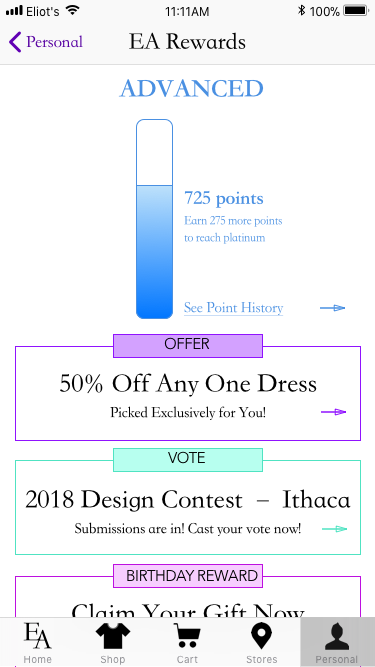 Eliot's 11:11AM 100%
Personal EA Rewards
ADVANCED
725 points
Earn 275 more points
to reach platinum
See Point History
OFFER
50% Off Any One Dress
Picked Exclusively for You!
VOTE
2018 Design Contest – Ithaca
Submissions are in! Cast your vote now!
BIRTHDAY REWARD
Claim Your Gift Now
EA
Home Shop Cart Stores Personal